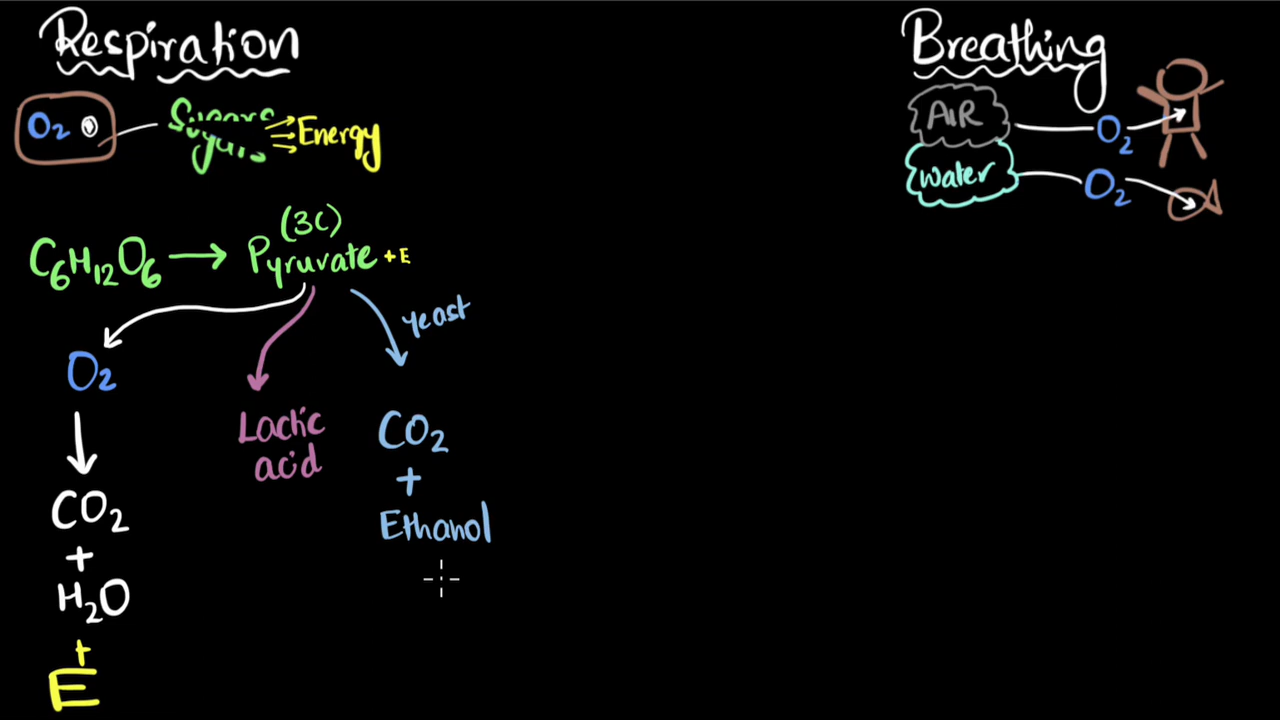 Respiration
O2
Sugars
Energy
C6H12O6 → Pyruvate + E
(3C)
yeast
O2
Lactic
acid
CO2
+
Ethanol
CO2
+
H2O
+
E
Breathing
AIR
O2
Water
O2